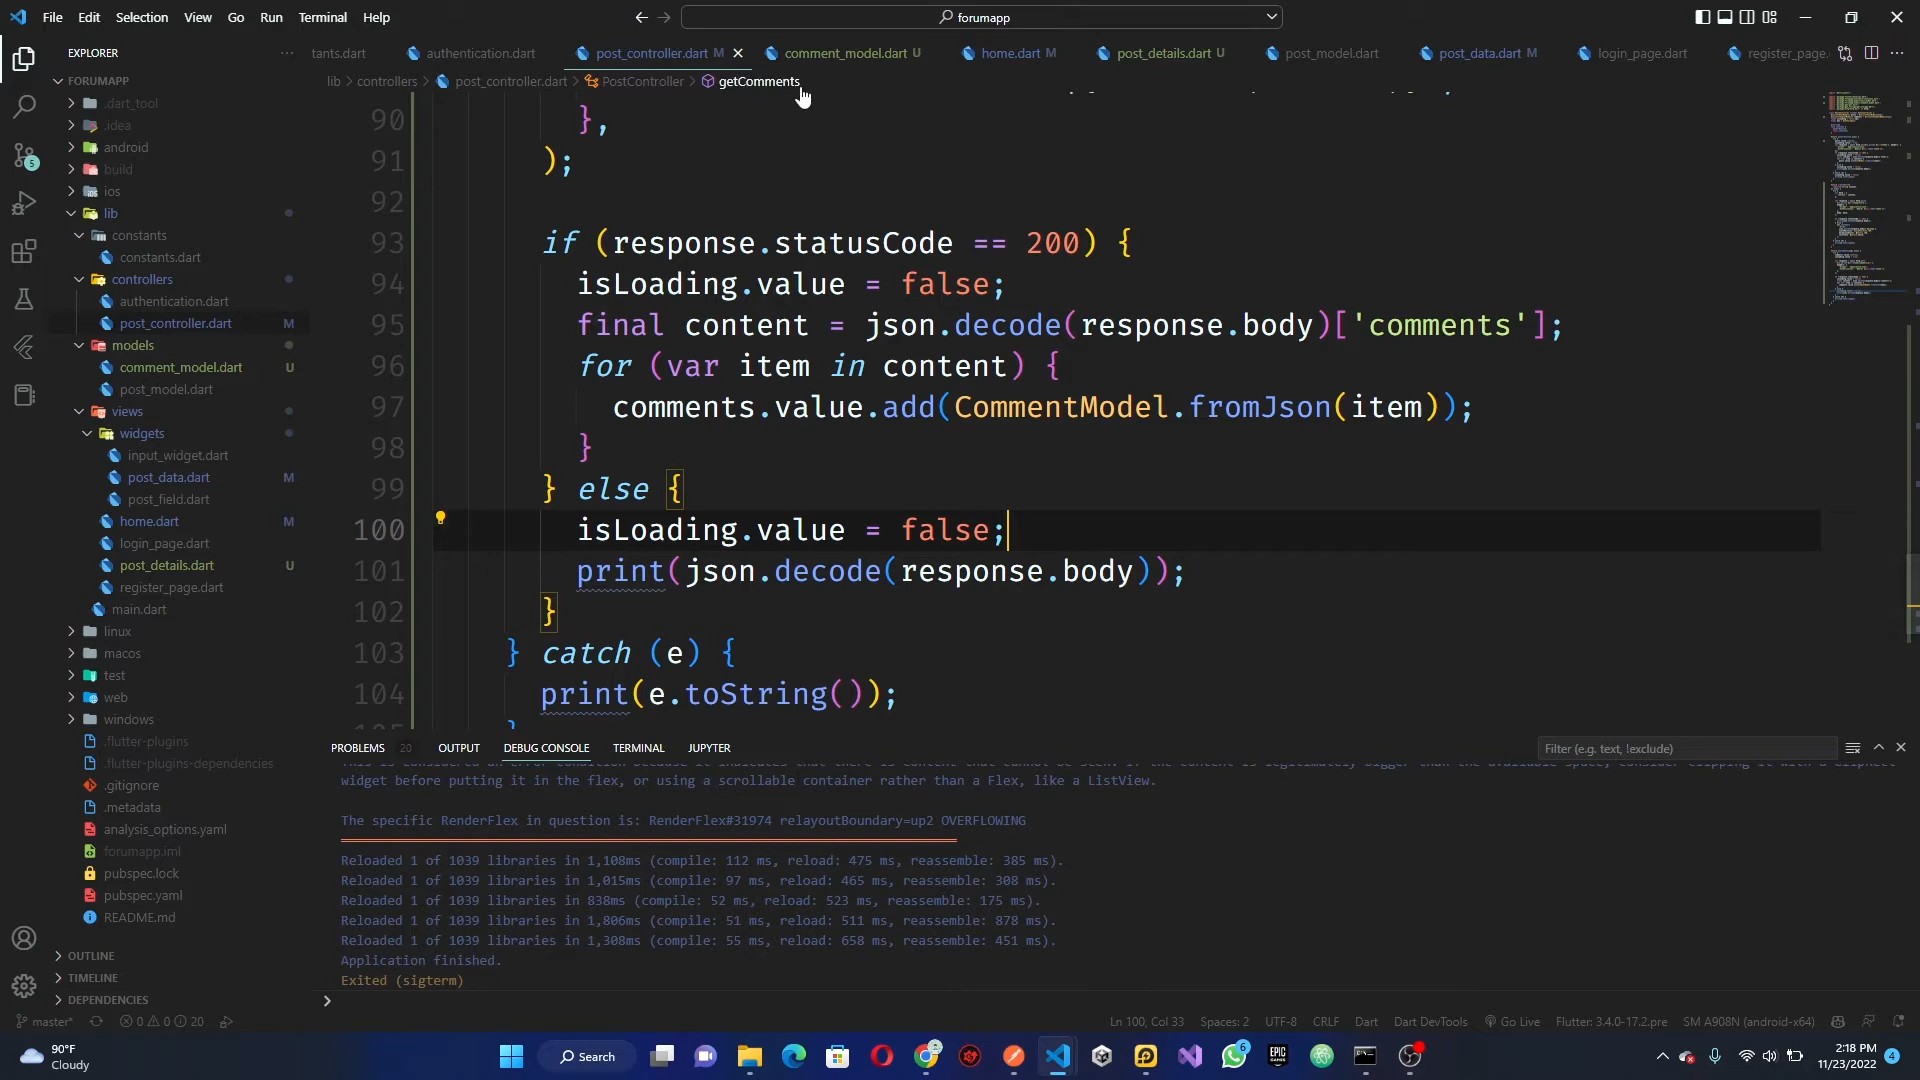 File Edit Selection View Go Run Terminal Help
forumapp
EXPLORER
tants.dart
authentication.dart
post_controller.dart M
comment_model.dart U
home.dart M
post_details.dart U
post_model.dart
post_data.dart M
login_page.dart
register_page.
FORUMAPP
lib > controllers > post_controller.dart > PostController > getComments
.dart_tool
.idea
android
build
ios
lib
constants
constants.dart
controllers
authentication.dart
post_controller.dart M
models
comment_model.dart U
post_model.dart
views
widgets
input_widget.dart
post_data.dart M
post_field.dart
home.dart M
login_page.dart
post_details.dart U
register_page.dart
main.dart
linux
macos
test
web
windows
.flutter-plugins
.flutter-plugins-dependencies
.gitignore
.metadata
analysis_options.yaml
forumapp.iml
pubspec.lock
pubspec.yaml
README.md
OUTLINE
TIMELINE
DEPENDENCIES
5
90 },
91 );
92
93 if (response.statusCode == 200) {
94 isLoading.value = false;
95 final content = json.decode(response.body)['comments'];
96 for (var item in content) {
97 comments.value.add(CommentModel.fromJson(item));
98 }
99 } else {
100 isLoading.value = false;
101 print(json.decode(response.body));
102 }
103 } catch (e) {
104 print(e.toString());
PROBLEMS 20 OUTPUT DEBUG CONSOLE TERMINAL JUPYTER
Filter (e.g. text, !exclude)
widget before putting it in the flex, or using a scrollable container rather than a Flex, like a ListView.
The specific RenderFlex in question is: RenderFlex#31974 relayoutBoundary=up2 OVERFLOWING
Reloaded 1 of 1039 libraries in 1,108ms (compile: 112 ms, reload: 475 ms, reassemble: 385 ms).
Reloaded 1 of 1039 libraries in 1,015ms (compile: 97 ms, reload: 465 ms, reassemble: 308 ms).
Reloaded 1 of 1039 libraries in 838ms (compile: 52 ms, reload: 523 ms, reassemble: 175 ms).
Reloaded 1 of 1039 libraries in 1,806ms (compile: 51 ms, reload: 511 ms, reassemble: 878 ms).
Reloaded 1 of 1039 libraries in 1,308ms (compile: 55 ms, reload: 658 ms, reassemble: 451 ms).
Application finished.
Exited (sigterm)
master* 0 0 20
Ln 100, Col 33 Spaces: 2 UTF-8 CRLF Dart Dart DevTools Go Live Flutter: 3.4.0-17.2.pre SM A908N (android-x64)
90°F
Cloudy
Search
6
EPIC
2:18 PM
11/23/2022
4